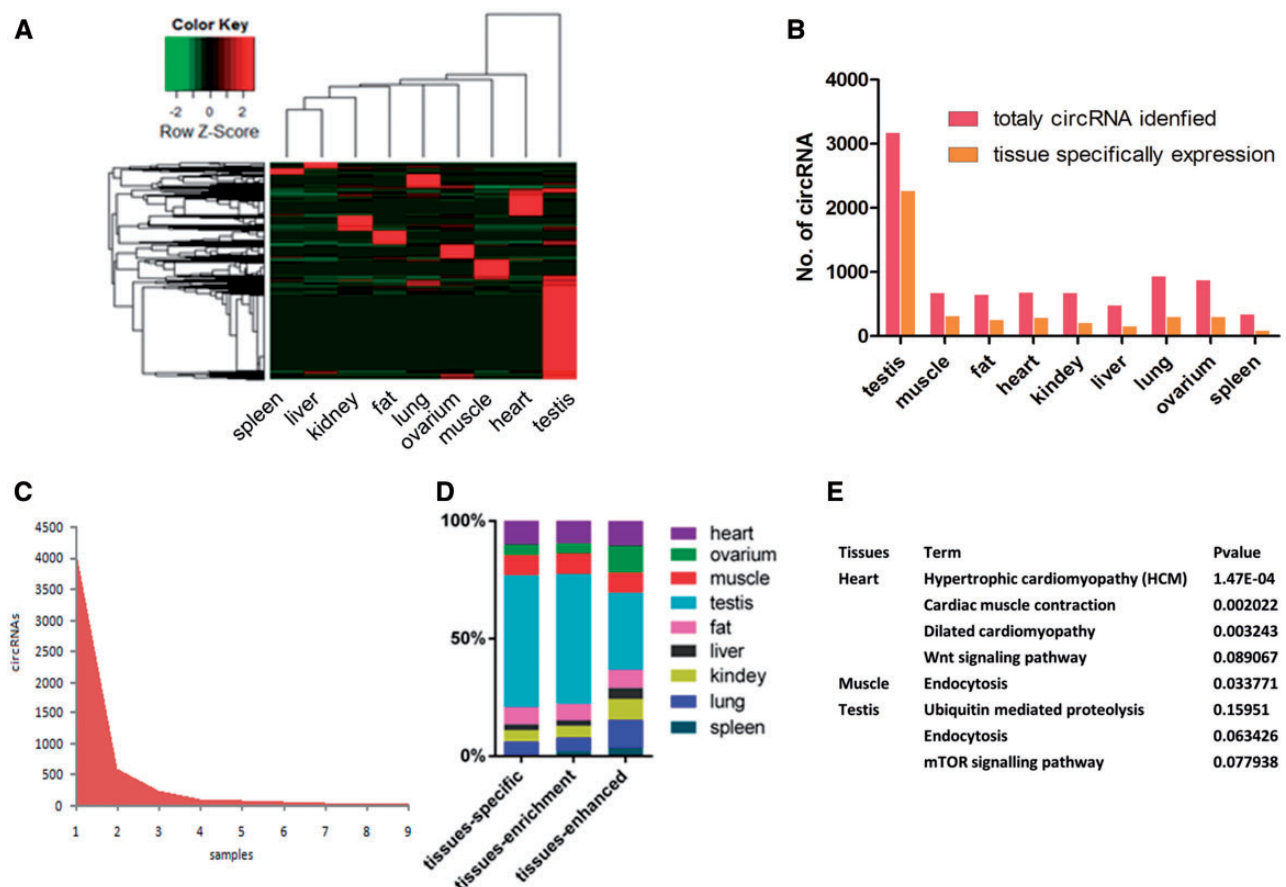 A
Color Key
-2 0 2
Row Z-Score
spleen
liver
kidney
fat
lung
ovarium
muscle
heart
testis
B
4000
3000
2000
1000
0
No. of circRNA
totaly circRNA idenfied
tissue specifically expression
testis
muscle
fat
heart
kindey
liver
lung
ovarium
spleen
C
4500
4000
3500
3000
2500
2000
1500
1000
500
0
circRNAs
1 2 3 4 5 6 7 8 9
samples
D
100%
50%
0%
heart
ovarium
muscle
testis
fat
liver
kindey
lung
spleen
tissues-specific
tissues-enrichment
tissues-enhanced
E
Tissues Term Pvalue
Heart Hypertrophic cardiomyopathy (HCM) 1.47E-04
Cardiac muscle contraction 0.002022
Dilated cardiomyopathy 0.003243
Wnt signaling pathway 0.089067
Muscle Endocytosis 0.033771
Testis Ubiquitin mediated proteolysis 0.15951
Endocytosis 0.063426
mTOR signalling pathway 0.077938